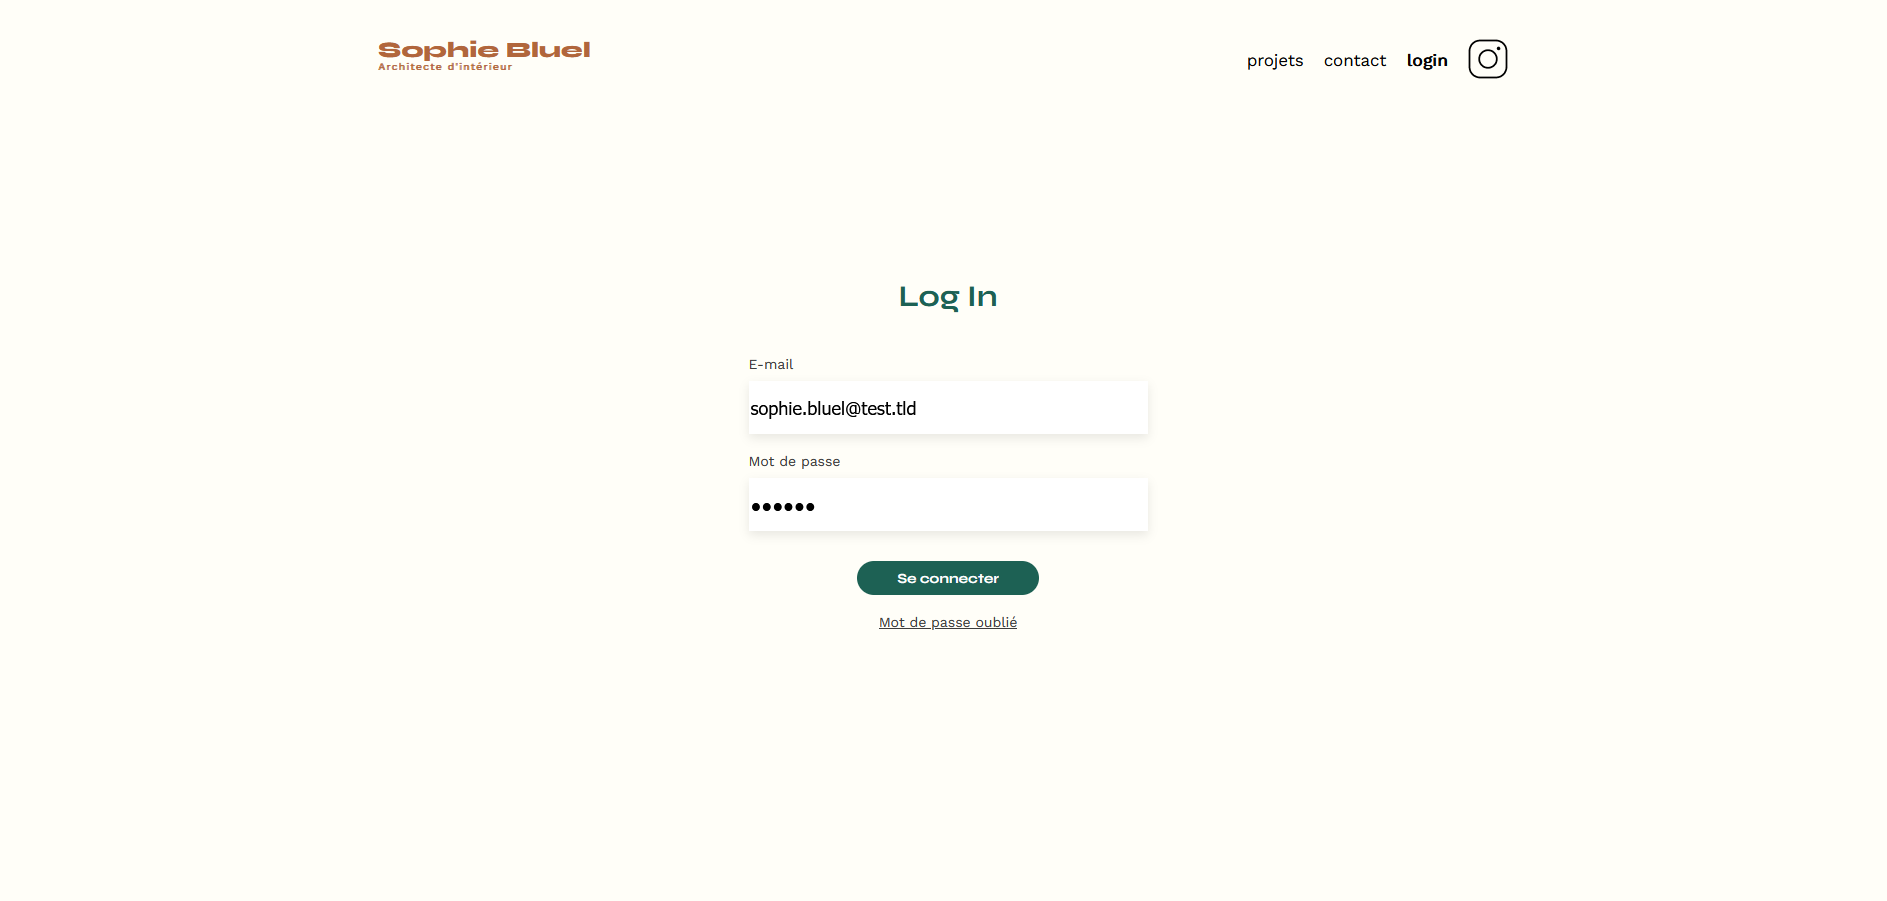 Sophie Bluel
Architecte d'intérieur
projets contact login
Log In
E-mail
sophie.bluel@test.tld
Mot de passe
••••••
Se connecter
Mot de passe oublié